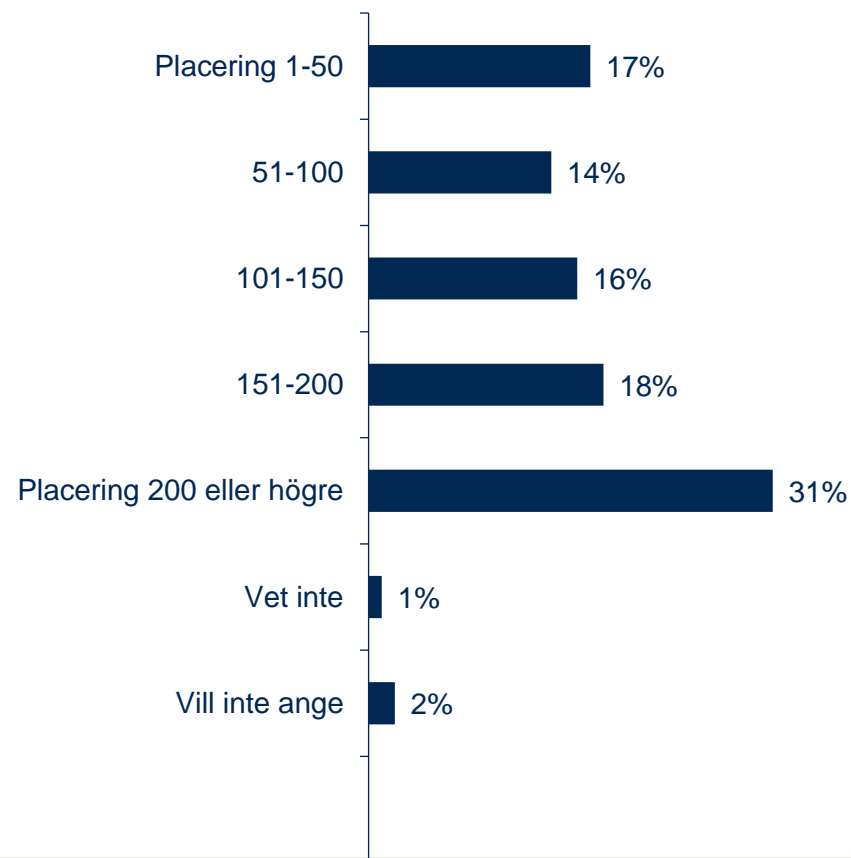 Placering 1-50 17%
51-100 14%
101-150 16%
151-200 18%
Placering 200 eller högre 31%
Vet inte 1%
Vill inte ange 2%